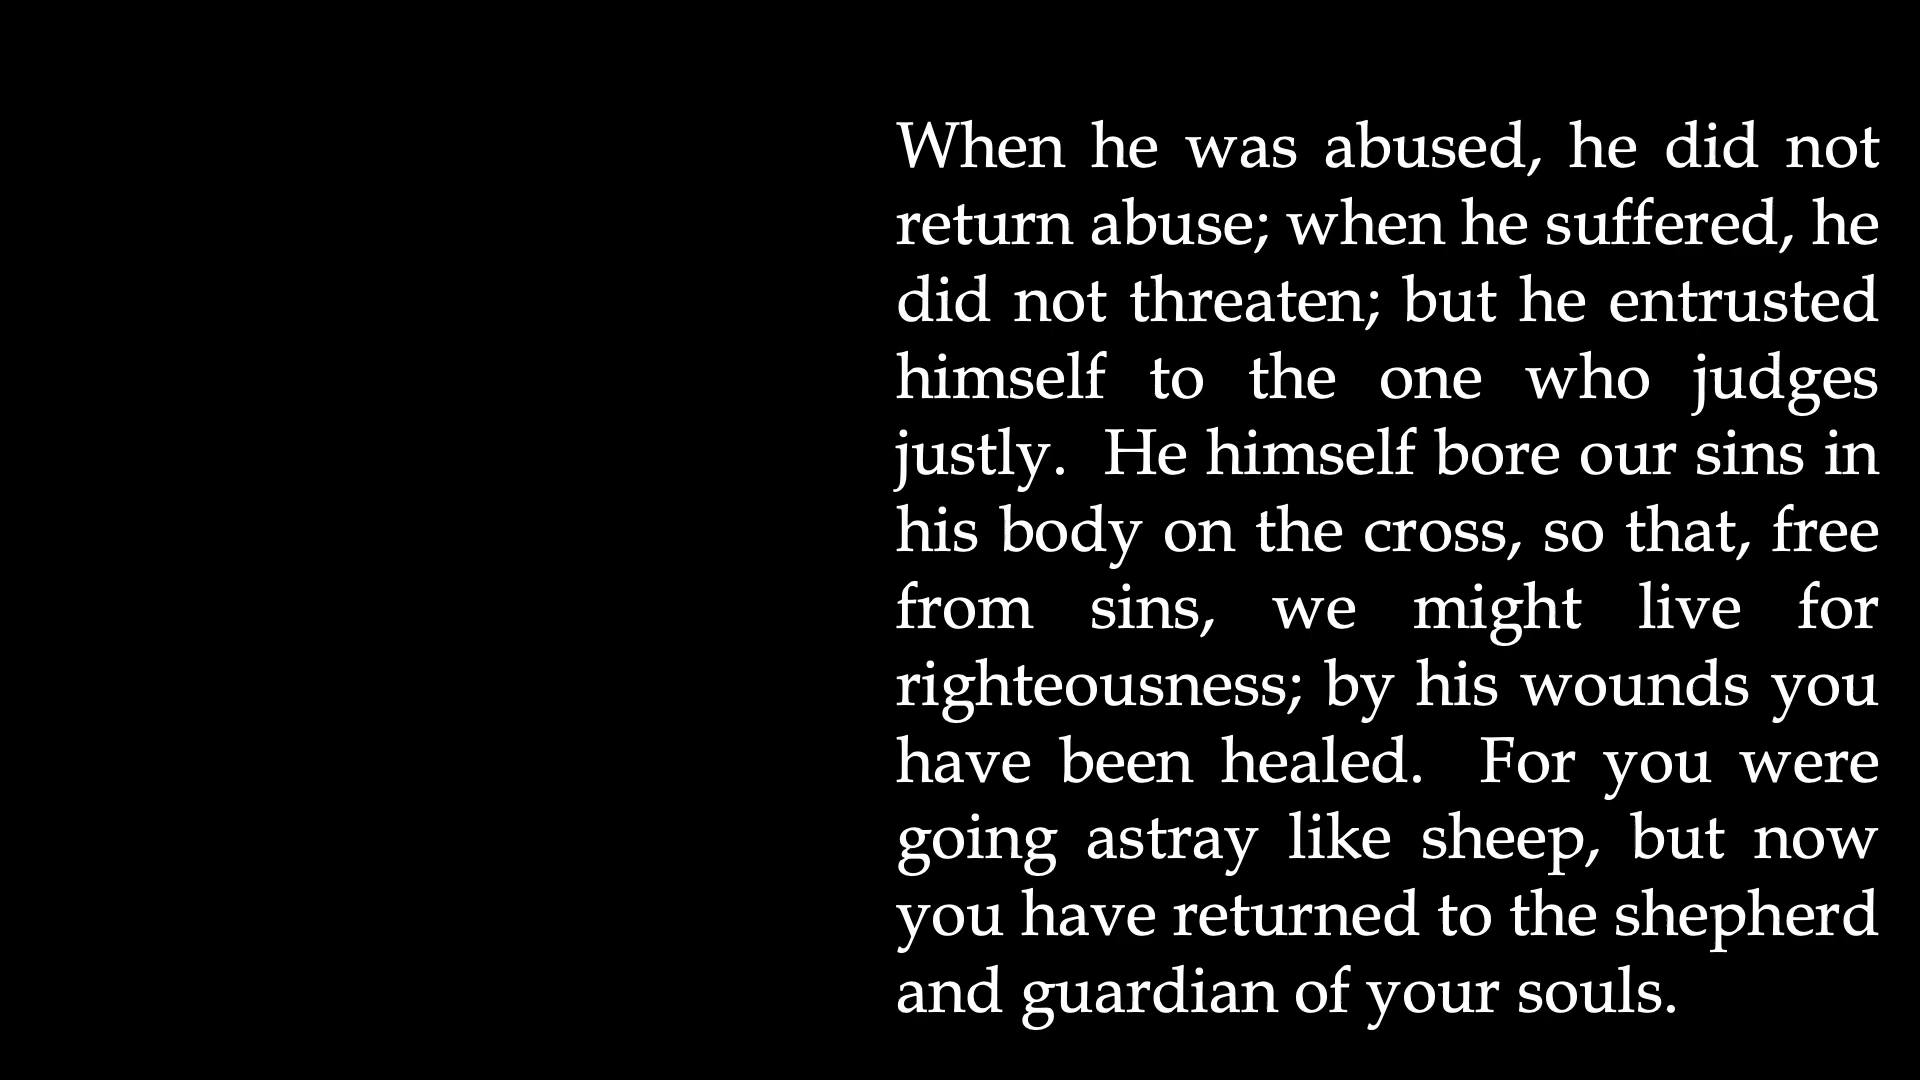 When he was abused, he did not
return abuse; when he suffered, he
did not threaten; but he entrusted
himself to the one who judges
justly.  He himself bore our sins in
his body on the cross, so that, free
from sins, we might live for
righteousness; by his wounds you
have been healed.  For you were
going astray like sheep, but now
you have returned to the shepherd
and guardian of your souls.